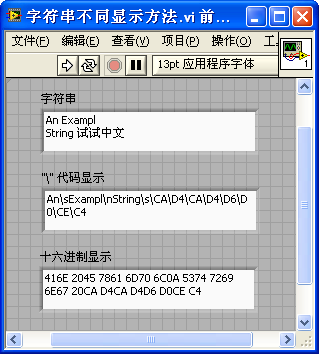 字符串不同显示方法.vi 前...
文件(F) 编辑(E) 查看(V) 项目(P) 操作(O) 工
13pt 应用程序字体
1
字符串
An Exampl
String 试试中文
"\" 代码显示
An\sExampl\nString\s\CA\D4\CA\D4\D6\D
0\CE\C4
十六进制显示
416E 2045 7861 6D70 6C0A 5374 7269
6E67 20CA D4CA D4D6 D0CE C4